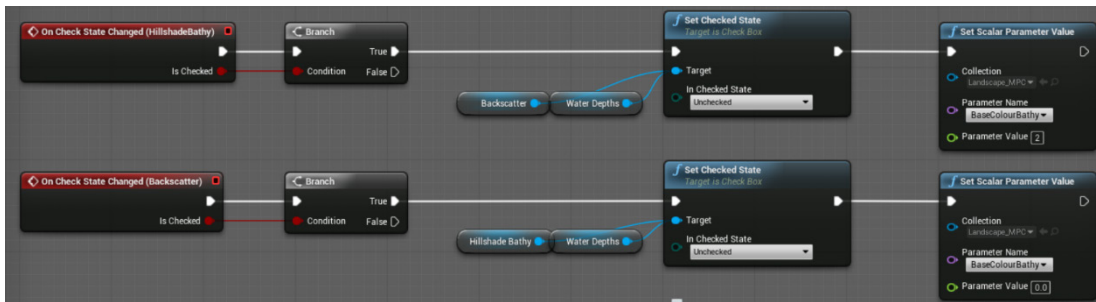 On Check State Changed (HillshadeBathy)
Is Checked
Branch
True
Condition
False
Backscatter
Water Depths
Set Checked State
Target is Check Box
Target
In Checked State
Unchecked
Set Scalar Parameter Value
Collection
Landscape_MPC
Parameter Name
BaseColourBathy
Parameter Value 2
On Check State Changed (Backscatter)
Is Checked
Branch
True
Condition
False
Hillshade Bathy
Water Depths
Set Checked State
Target is Check Box
Target
In Checked State
Unchecked
Set Scalar Parameter Value
Collection
Landscape_MPC
Parameter Name
BaseColourBathy
Parameter Value 0.0